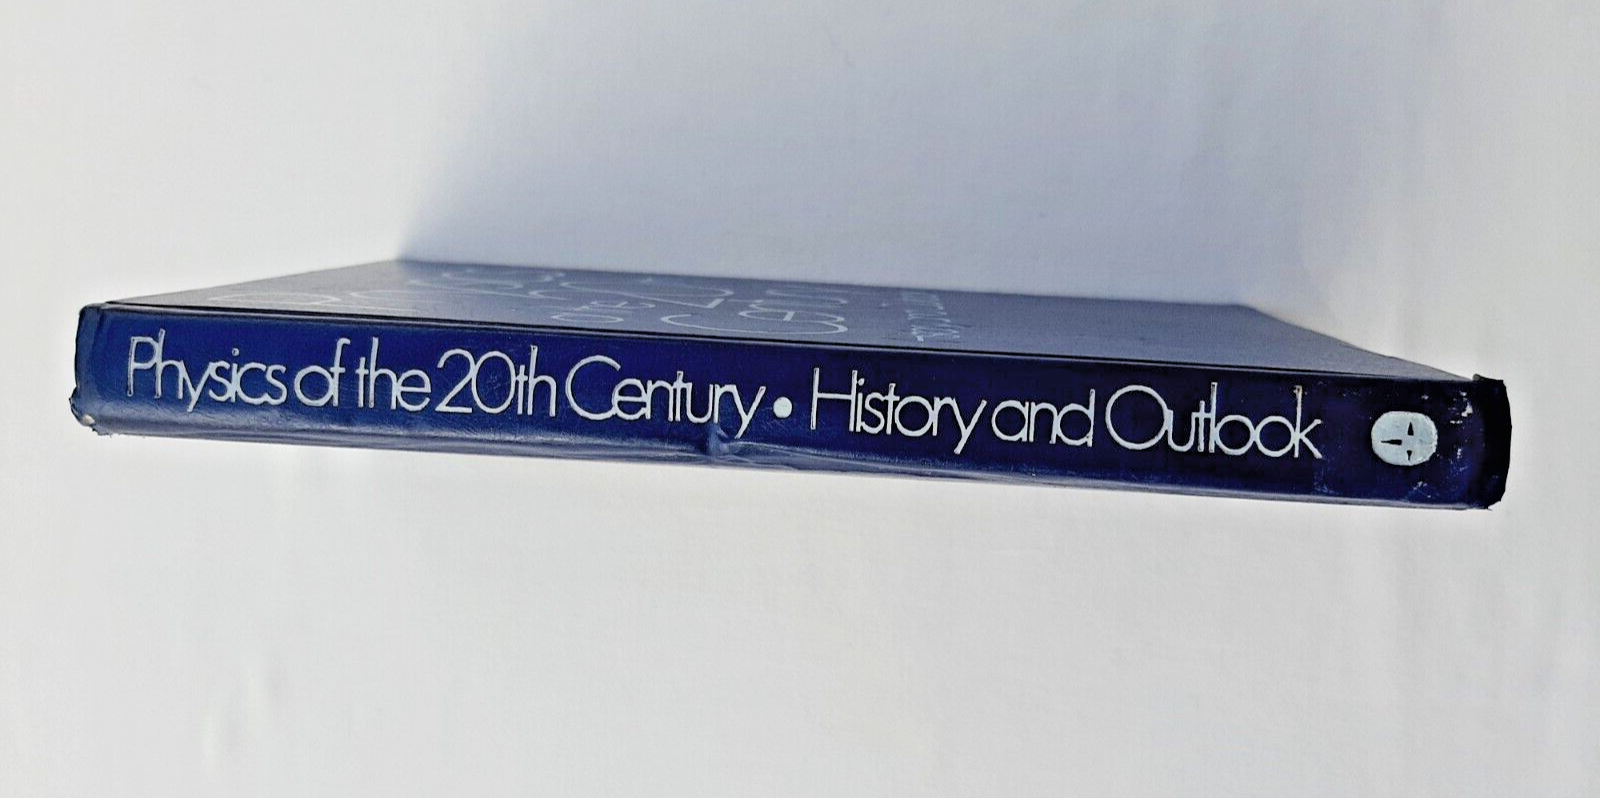 Physics of the 20th Century • History and Outlook